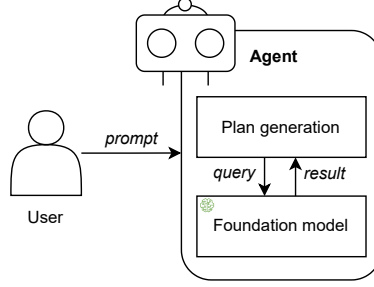 Agent
Plan generation
prompt
query
result
Foundation model
User